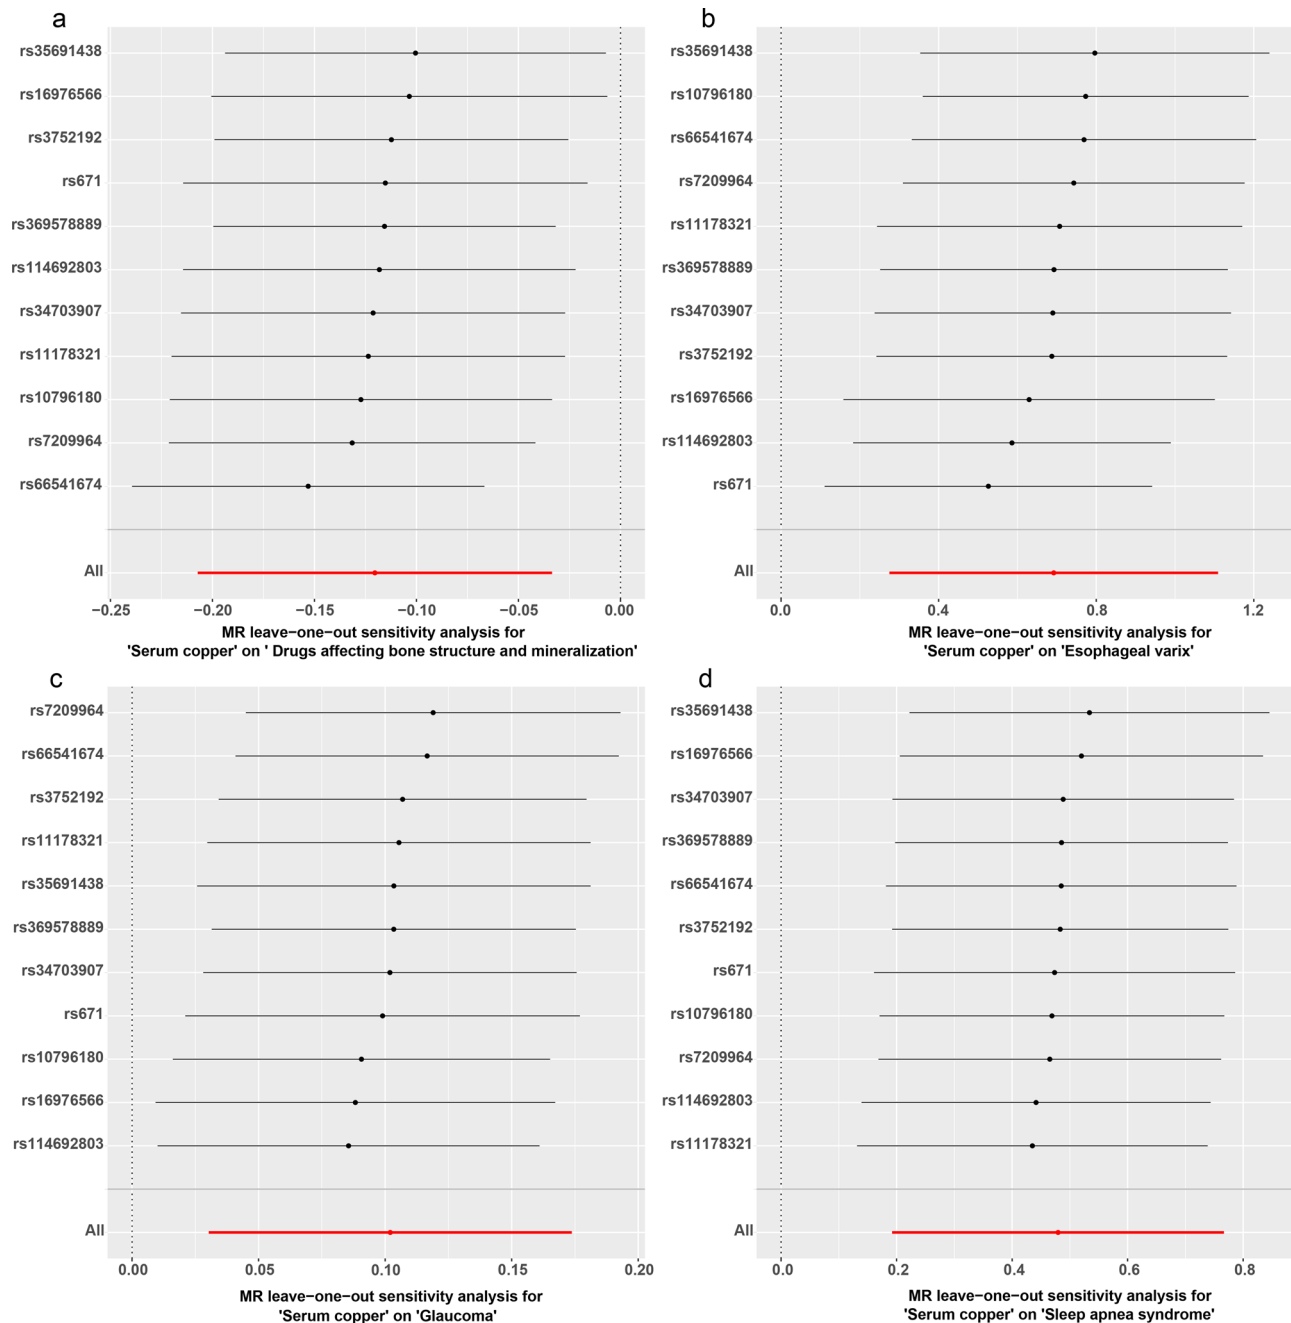 a
rs35691438
rs16976566
rs3752192
rs671
rs369578889
rs114692803
rs34703907
rs11178321
rs10796180
rs7209964
rs66541674
All
−0.25 −0.20 −0.15 −0.10 −0.05 0.00
MR leave−one−out sensitivity analysis for
'Serum copper' on ' Drugs affecting bone structure and mineralization'
b
rs35691438
rs10796180
rs66541674
rs7209964
rs11178321
rs369578889
rs34703907
rs3752192
rs16976566
rs114692803
rs671
All
0.0 0.4 0.8 1.2
MR leave−one−out sensitivity analysis for
'Serum copper' on 'Esophageal varix'
c
rs7209964
rs66541674
rs3752192
rs11178321
rs35691438
rs369578889
rs34703907
rs671
rs10796180
rs16976566
rs114692803
All
0.00 0.05 0.10 0.15 0.20
MR leave−one−out sensitivity analysis for
'Serum copper' on 'Glaucoma'
d
rs35691438
rs16976566
rs34703907
rs369578889
rs66541674
rs3752192
rs671
rs10796180
rs7209964
rs114692803
rs11178321
All
0.0 0.2 0.4 0.6 0.8
MR leave−one−out sensitivity analysis for
'Serum copper' on 'Sleep apnea syndrome'